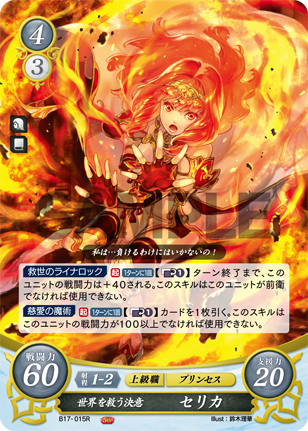 4
3
SAMPLE
私は…負けるわけにはいかないの!
救世のライナロック 起 1ターンに1回 【 1】ターン終了まで、この
ユニットの戦闘力は+40される。このスキルはこのユニットが前衛
でなければ使用できない。
慈愛の魔術 起 1ターンに1回 【 1】カードを1枚引く。このスキル
はこのユニットの戦闘力が100以上でなければ使用できない。
戦闘力
60
射程 1-2 上級職 プリンセス
支援力
20
世界を救う決意 セリカ
B17-015R
Illust:鈴木理華